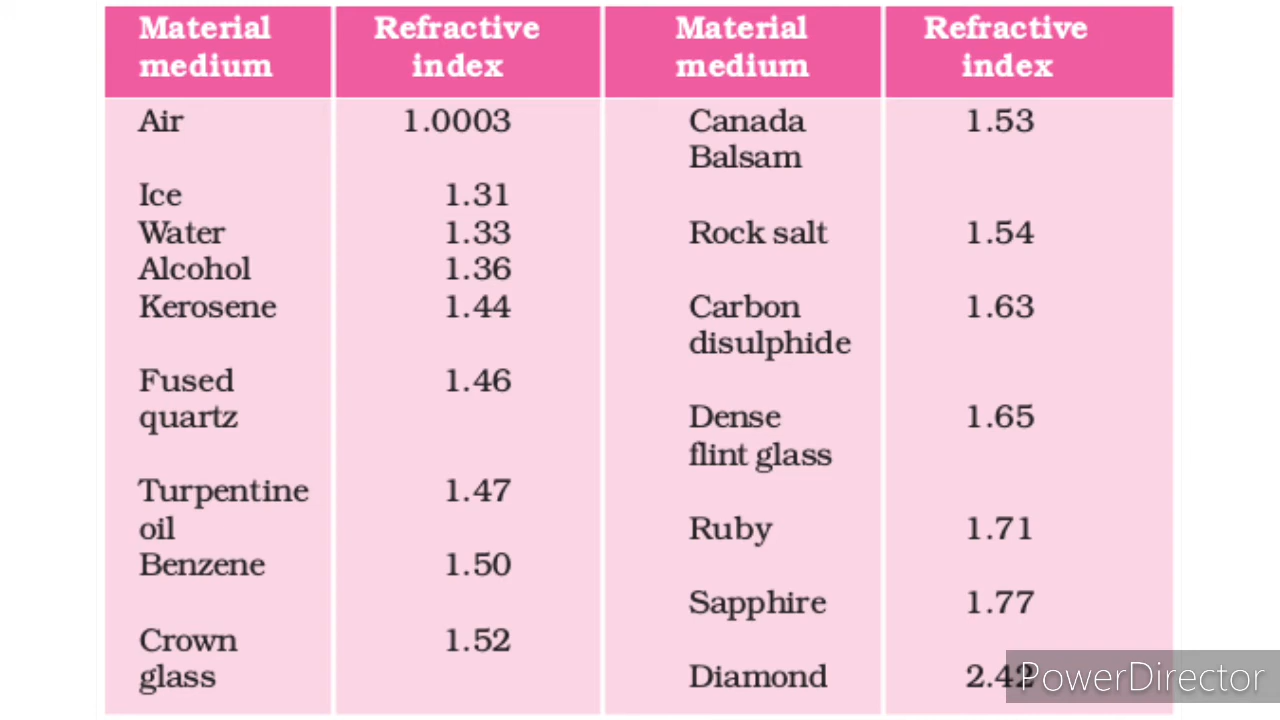 Material Refractive Material Refractive
medium index medium index
Air 1.0003 Canada 1.53
Balsam
Ice 1.31
Water 1.33 Rock salt 1.54
Alcohol 1.36
Kerosene 1.44 Carbon 1.63
disulphide
Fused 1.46
quartz Dense 1.65
flint glass
Turpentine 1.47
oil Ruby 1.71
Benzene 1.50
Sapphire 1.77
Crown 1.52
glass Diamond 2.42
PowerDirector